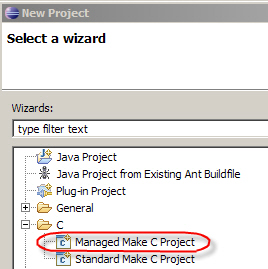 New Project
Select a wizard
Wizards:
type filter text
Java Project
Java Project from Existing Ant Buildfile
Plug-in Project
General
C
Managed Make C Project
Standard Make C Project